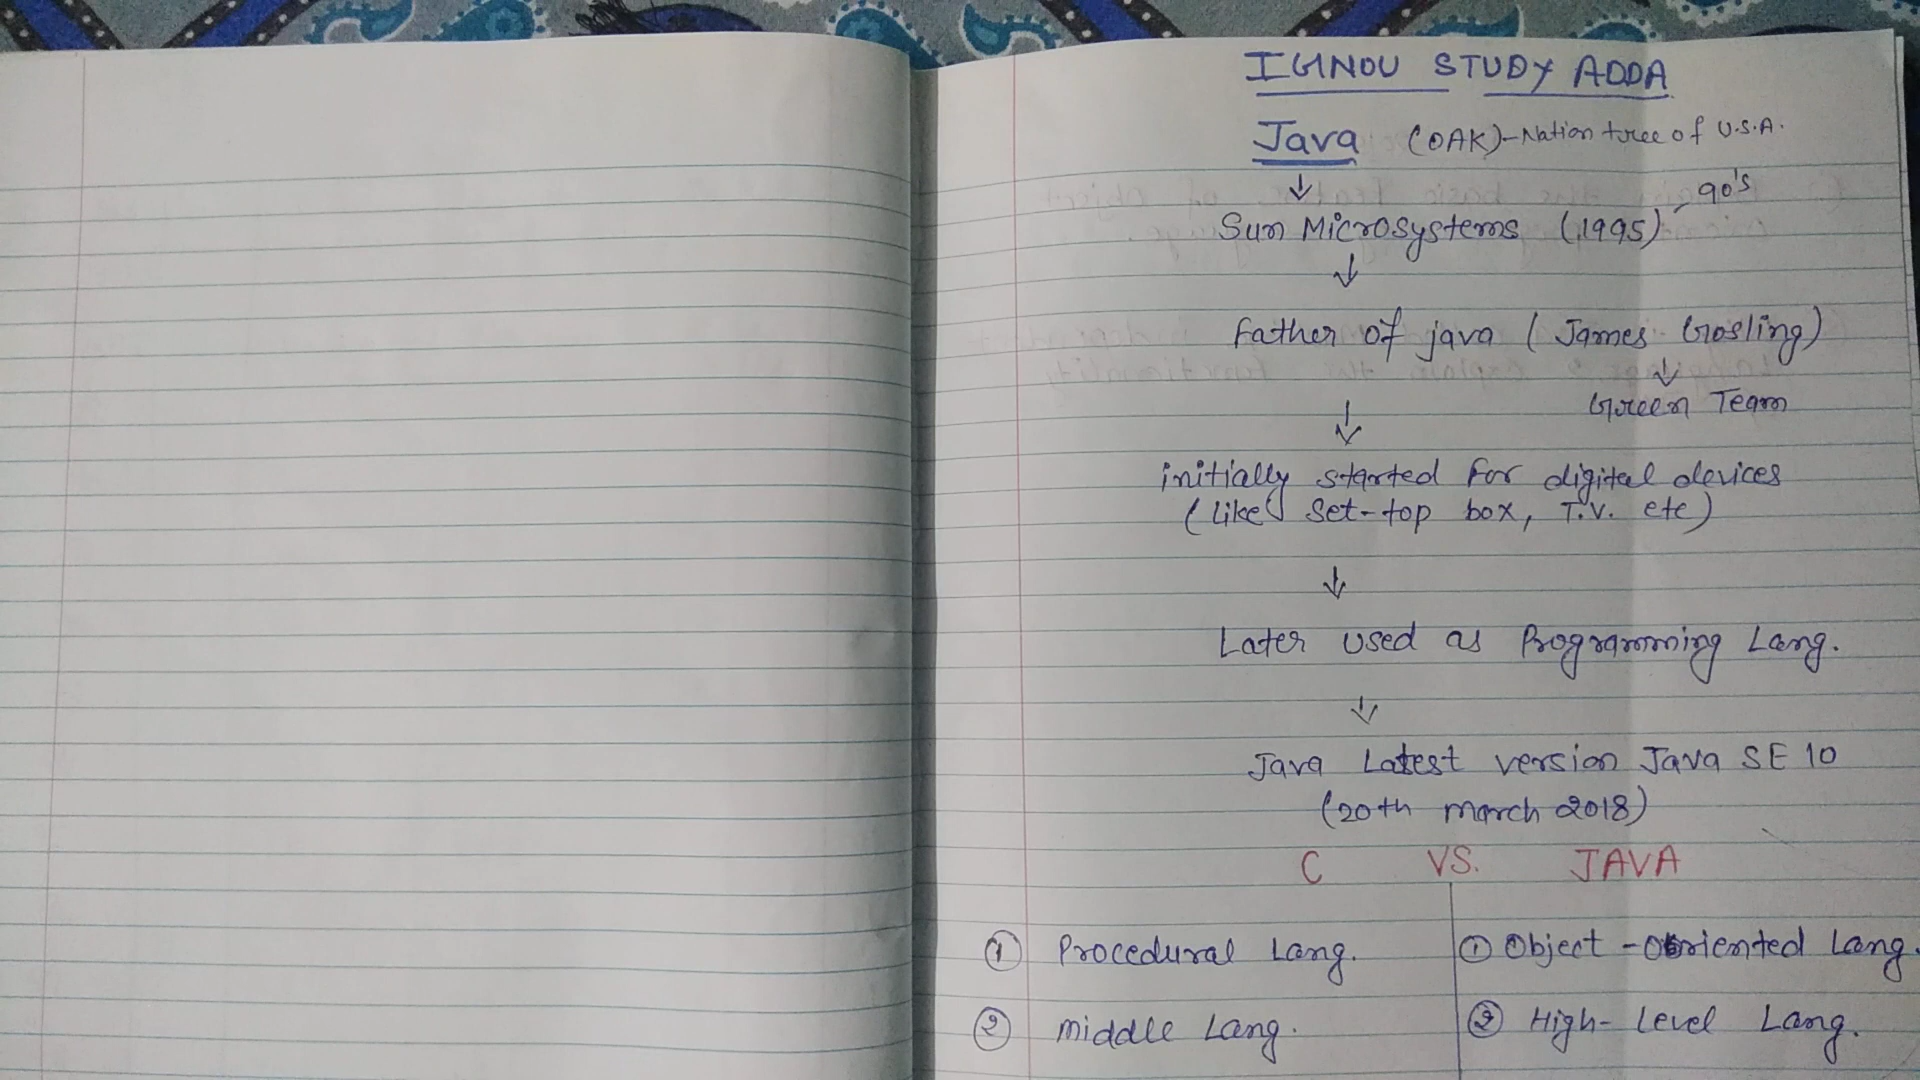 IGNOU STUDY ADDA
Java (OAK)-Nation tree of U.S.A.
↓
Sun Microsystems (1995) - 90's
↓
Father of java (James Gosling)
↓
Green Team
↓
initially started for digital devices
(like Set-top box, T.V. etc)
↓
Later used as Programming Lang.
↓
Java Latest version Java SE 10
(20th march 2018)
C VS. JAVA
① Procedural Lang. ① Object-Oriented Lang.
② middle Lang. ② High-Level Lang.